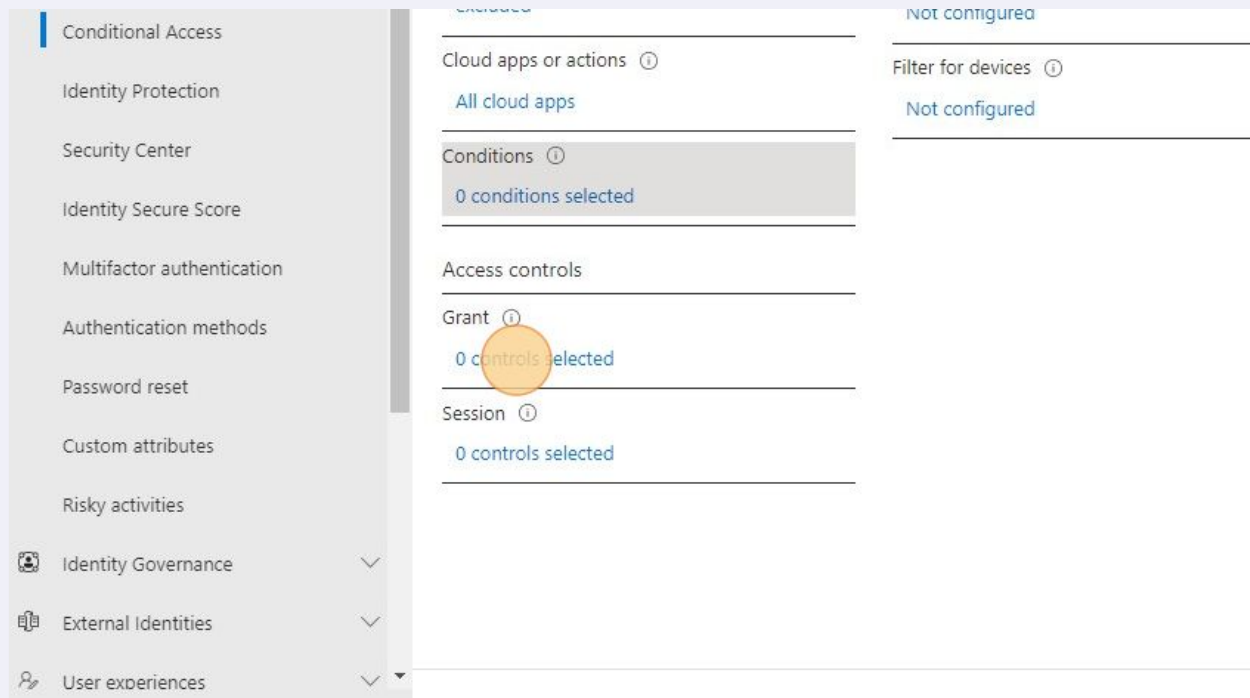 Conditional Access
Identity Protection
Security Center
Identity Secure Score
Multifactor authentication
Authentication methods
Password reset
Custom attributes
Risky activities
Identity Governance
External Identities
User experiences
excluded
Cloud apps or actions
All cloud apps
Conditions
0 conditions selected
Access controls
Grant
0 controls selected
Session
0 controls selected
Not configured
Filter for devices
Not configured